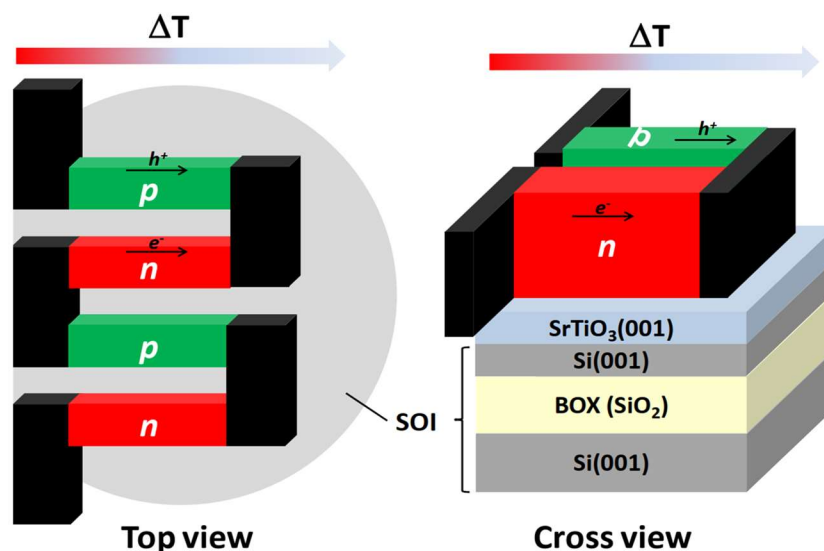 ΔT
h⁺
p
e⁻
n
p
n
SOI
Top view
ΔT
p
h⁺
e⁻
n
SrTiO₃(001)
Si(001)
BOX (SiO₂)
Si(001)
Cross view